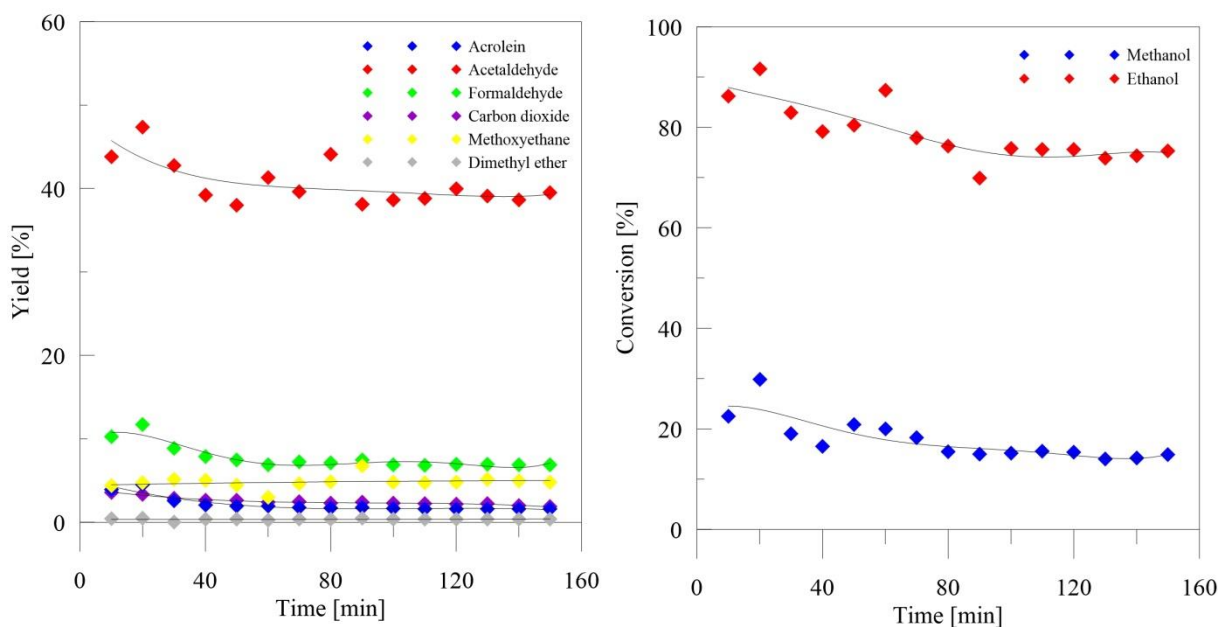 60
40
20
0
Yield [%]
Acrolein
Acetaldehyde
Formaldehyde
Carbon dioxide
Methoxyethane
Dimethyl ether
0 40 80 120 160
Time [min]
100
80
60
40
20
0
Conversion [%]
Methanol
Ethanol
0 40 80 120 160
Time [min]